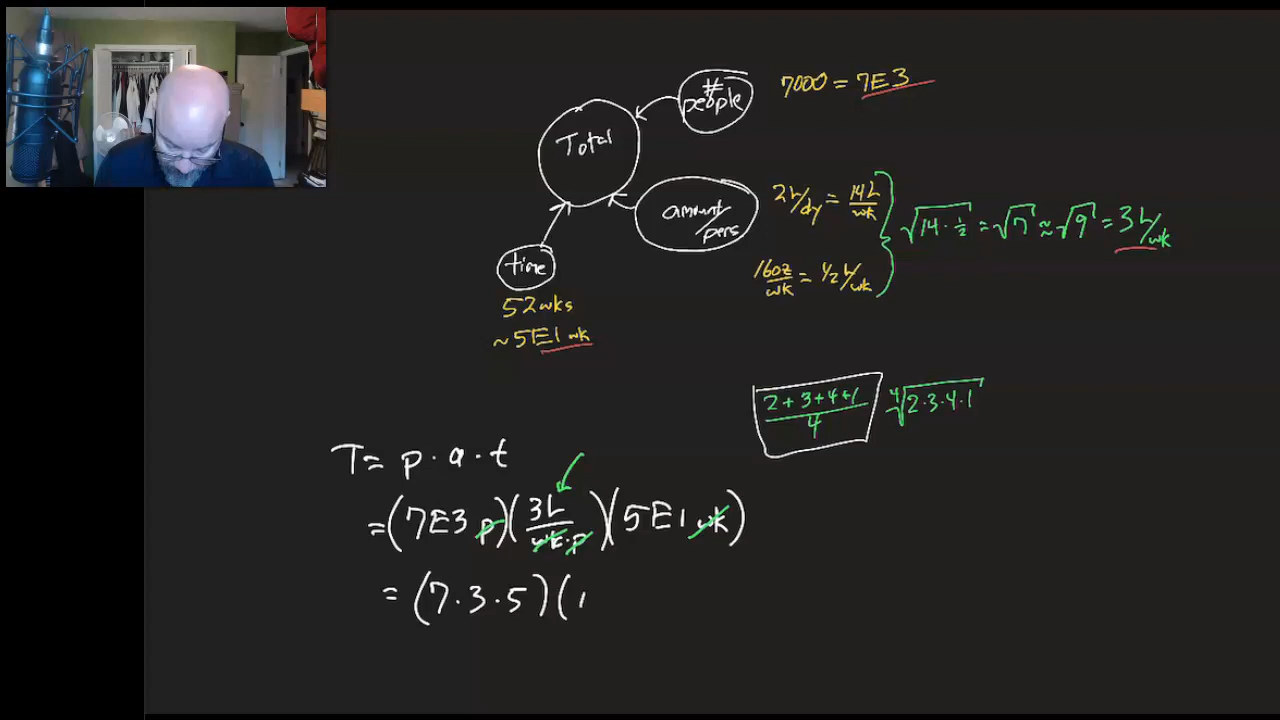 # people
7000 = 7E3
Total
amount/pers
2L/dy = 14L/wk
√14·½ = √7 ≈ √9 = 3L/wk
16oz/wk = ½ L/wk
time
52wks
~5E1 wk
2+3+4+1/4
∜2·3·4·1
T= p·a·t
=(7E3 p)(3L/wk·p)(5E1 wk)
= (7·3·5)(1